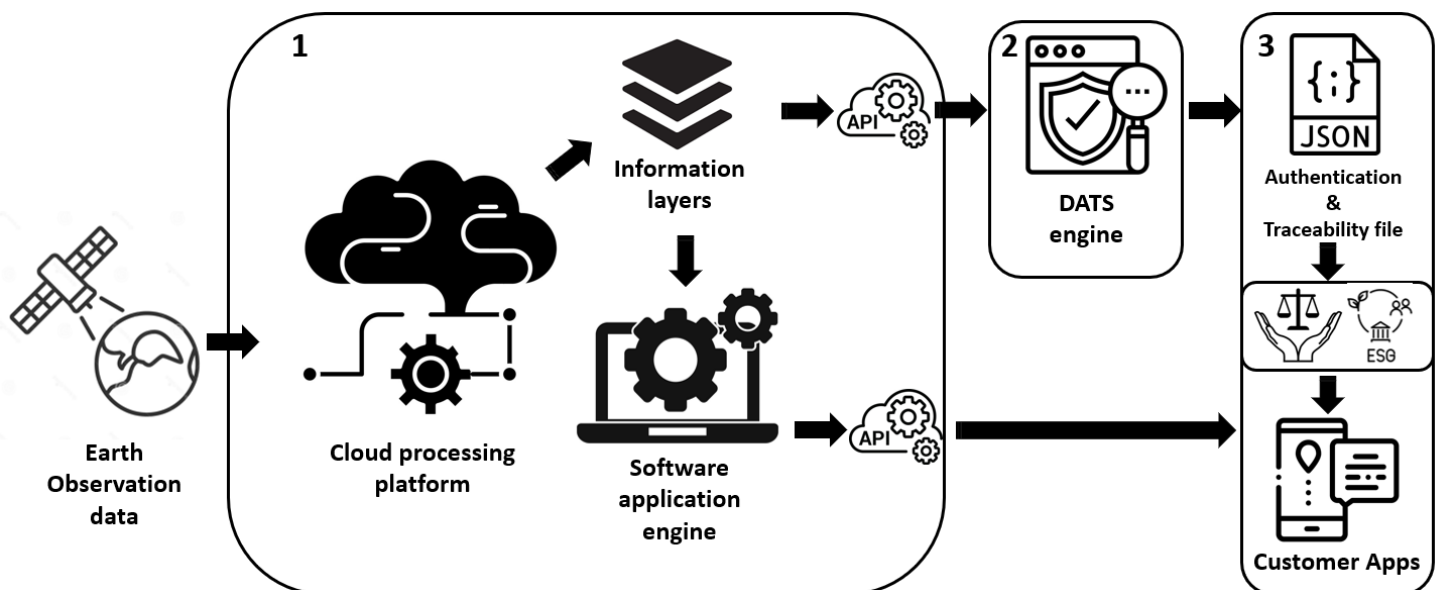 1
Information
layers
API
Cloud processing
platform
Software
application
engine
API
Earth
Observation
data
2
...
DATS
engine
3
{;}
JSON
Authentication
&
Traceability file
ESG
Customer Apps